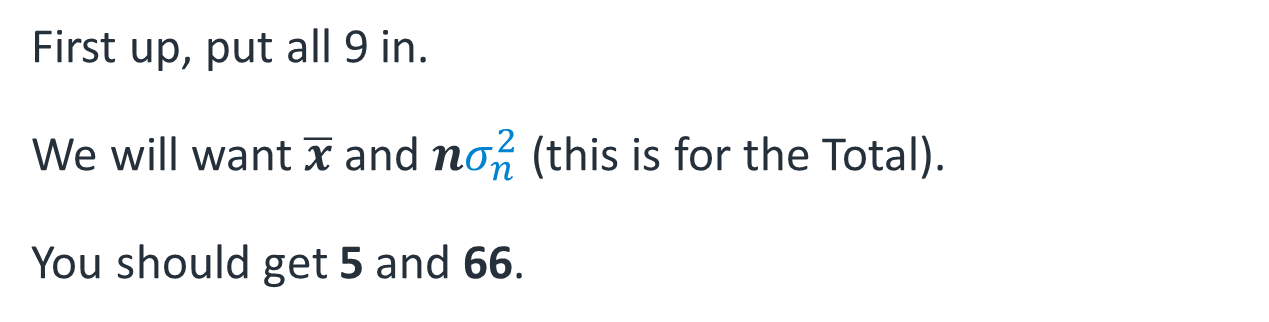 First up, put all 9 in.
We will want x̅ and nσₙ² (this is for the Total).
You should get 5 and 66.